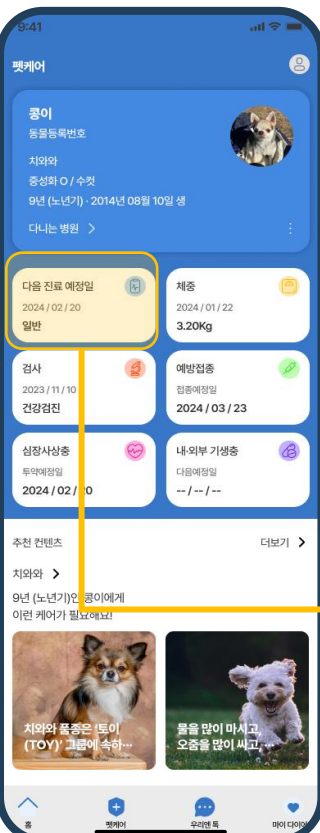 9:41
펫케어
콩이
동물등록번호
치와와
중성화 O / 수컷
9년 (노년기) · 2014년 08월 10일 생
다니는 병원 >
다음 진료 예정일
2024 / 02 / 20
일반
체중
2024 / 01 / 22
3.20Kg
검사
2023 / 11 / 10
건강검진
예방접종
접종예정일
2024 / 03 / 23
심장사상충
투약예정일
2024 / 02 / 20
내·외부 기생충
다음예정일
-- / -- / --
추천 컨텐츠
더보기 >
치와와 >
9년 (노년기)인 콩이에게
이런 케어가 필요해요!
치와와 품종은 '토이
(TOY)' 그룹에 속하···
물을 많이 마시고,
오줌을 많이 싸고, ···
홈
펫케어
우리엔 톡
마이 다이어